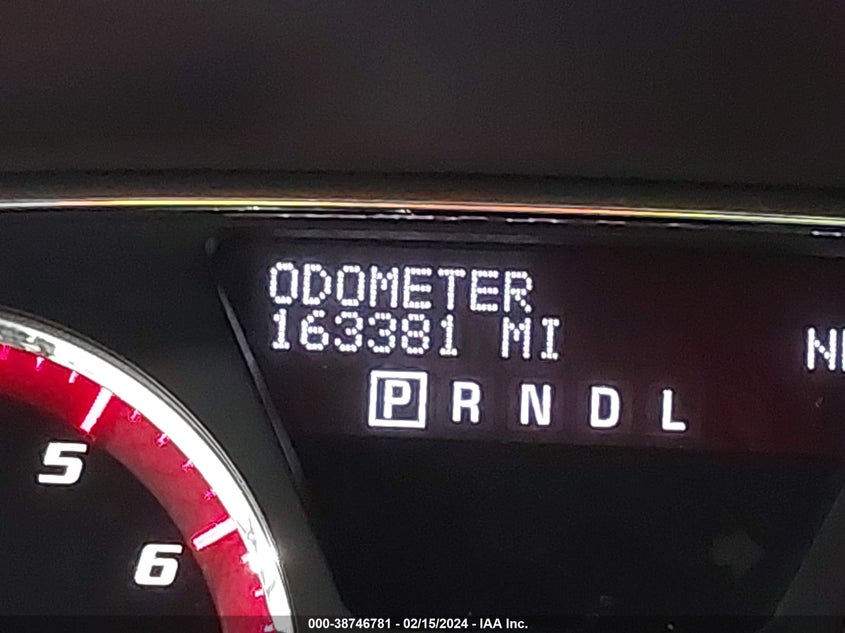 ODOMETER
163381 MI
P R N D L
5
6
000-38746781 - 02/15/2024 - IAA Inc.